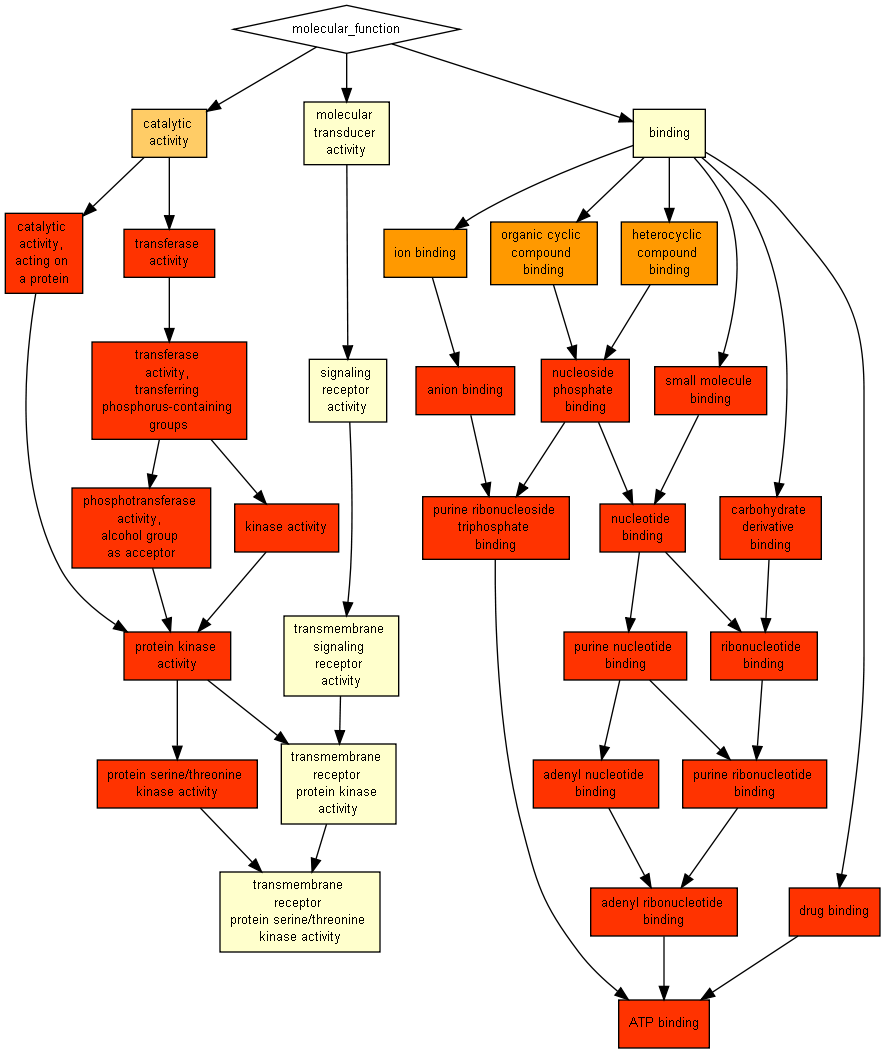 molecular_function
catalytic
activity
molecular
transducer
activity
binding
catalytic
activity,
acting on
a protein
transferase
activity
ion binding
organic cyclic
compound
binding
heterocyclic
compound
binding
transferase
activity,
transferring
phosphorus-containing
groups
signaling
receptor
activity
anion binding
nucleoside
phosphate
binding
small molecule
binding
phosphotransferase
activity,
alcohol group
as acceptor
kinase activity
purine ribonucleoside
triphosphate
binding
nucleotide
binding
carbohydrate
derivative
binding
protein kinase
activity
transmembrane
signaling
receptor
activity
purine nucleotide
binding
ribonucleotide
binding
protein serine/threonine
kinase activity
transmembrane
receptor
protein kinase
activity
adenyl nucleotide
binding
purine ribonucleotide
binding
transmembrane
receptor
protein serine/threonine
kinase activity
adenyl ribonucleotide
binding
drug binding
ATP binding